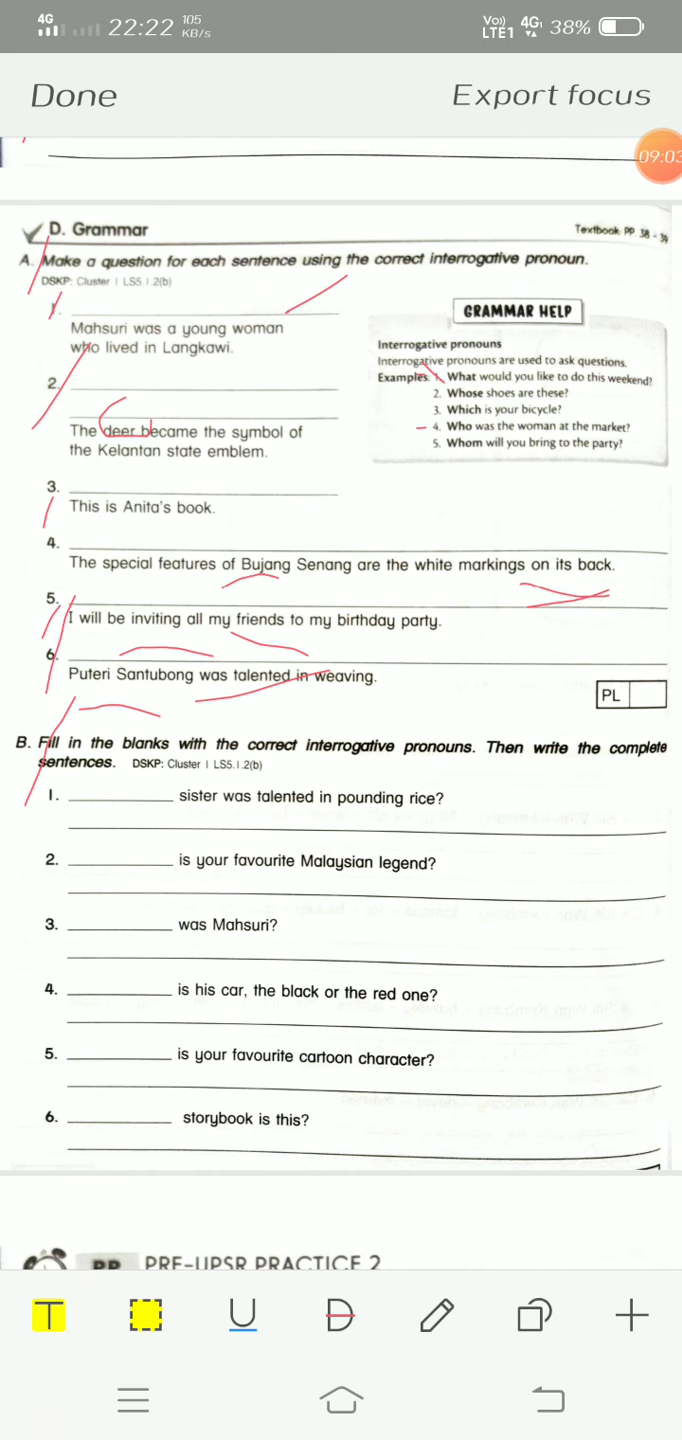 4G 22:22 105 KB/s Vo)) LTE1 4G 38%
Done Export focus
09:03
D. Grammar Textbook PP 38 - 39
A. Make a question for each sentence using the correct interrogative pronoun.
DSKP: Cluster 1 LS5.1.2(b)
1.
Mahsuri was a young woman
who lived in Langkawi.
2.
The deer became the symbol of
the Kelantan state emblem.
3.
This is Anita's book.
GRAMMAR HELP
Interrogative pronouns
Interrogative pronouns are used to ask questions.
Examples: 1. What would you like to do this weekend?
2. Whose shoes are these?
3. Which is your bicycle?
4. Who was the woman at the market?
5. Whom will you bring to the party?
4.
The special features of Bujang Senang are the white markings on its back.
5.
I will be inviting all my friends to my birthday party.
6.
Puteri Santubong was talented in weaving.
PL
B. Fill in the blanks with the correct interrogative pronouns. Then write the complete
sentences. DSKP: Cluster 1 LS5.1.2(b)
1. ____________ sister was talented in pounding rice?
2. ____________ is your favourite Malaysian legend?
3. ____________ was Mahsuri?
4. ____________ is his car, the black or the red one?
5. ____________ is your favourite cartoon character?
6. ____________ storybook is this?
PP PRE-UPSR PRACTICE 2
T U D